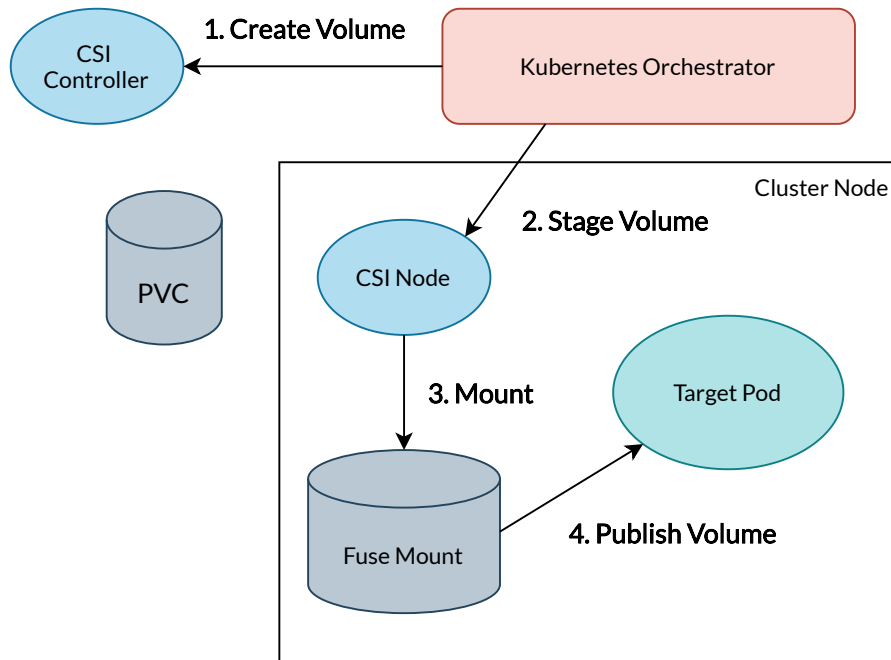 1. Create Volume
CSI
Controller
Kubernetes Orchestrator
Cluster Node
2. Stage Volume
CSI Node
PVC
3. Mount
Target Pod
4. Publish Volume
Fuse Mount